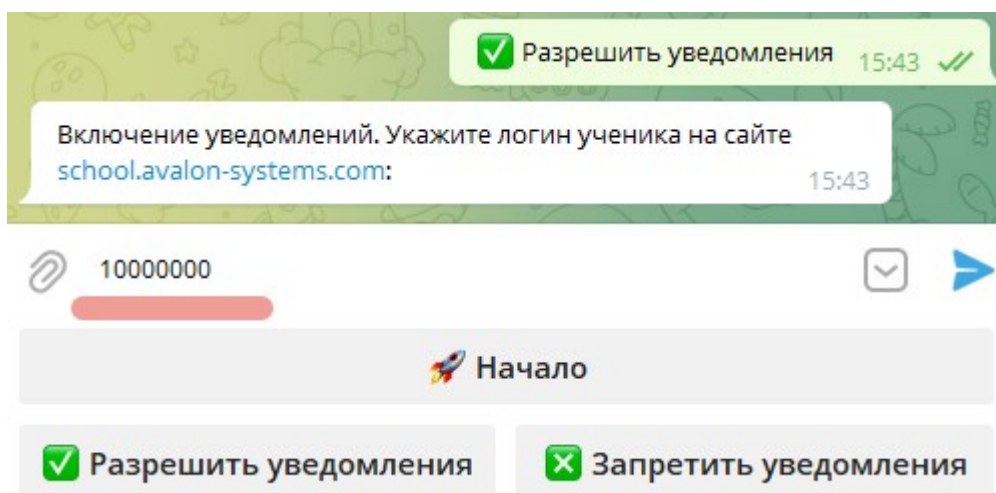 ✅ Разрешить уведомления 15:43
Включение уведомлений. Укажите логин ученика на сайте
school.avalon-systems.com:
15:43
10000000
🚀 Начало
✅ Разрешить уведомления
❎ Запретить уведомления